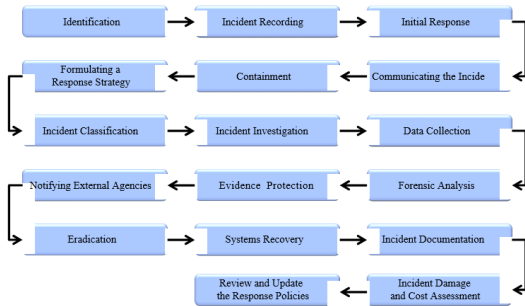 Identification
Incident Recording
Initial Response
Communicating the Incide
Containment
Formulating a
Response Strategy
Incident Classification
Incident Investigation
Data Collection
Forensic Analysis
Evidence Protection
Notifying External Agencies
Eradication
Systems Recovery
Incident Documentation
Incident Damage
and Cost Assessment
Review and Update
the Response Policies